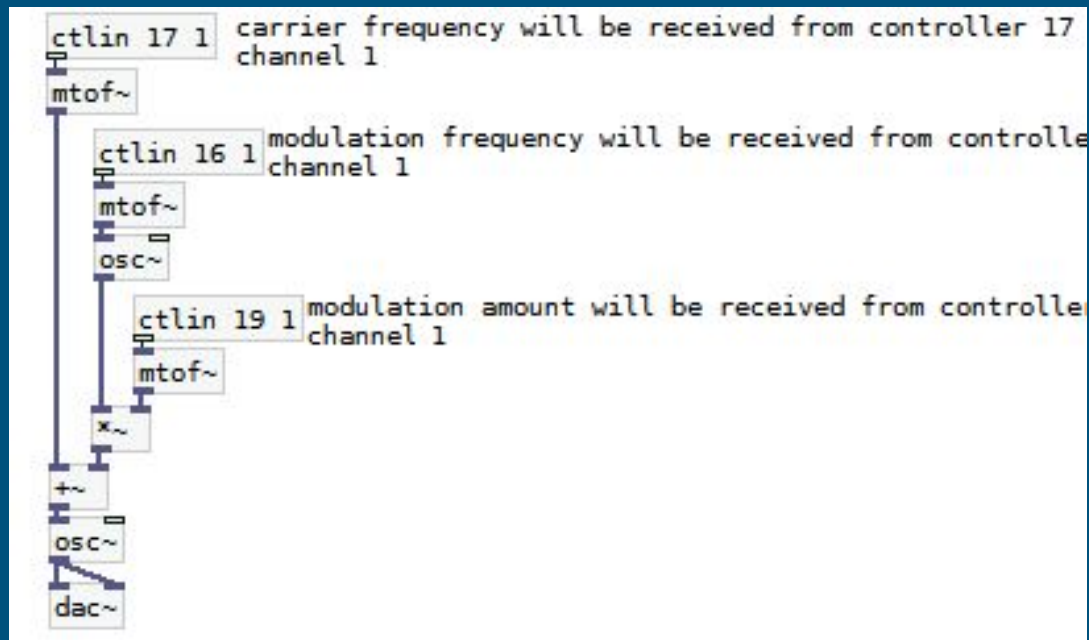 ctlin 17 1 carrier frequency will be received from controller 17
channel 1
mtof~
ctlin 16 1 modulation frequency will be received from
channel 1
mtof~
osc~
ctlin 19 1 modulation amount will be received from controller
channel 1
mtof~
*~
+~
osc~
dac~